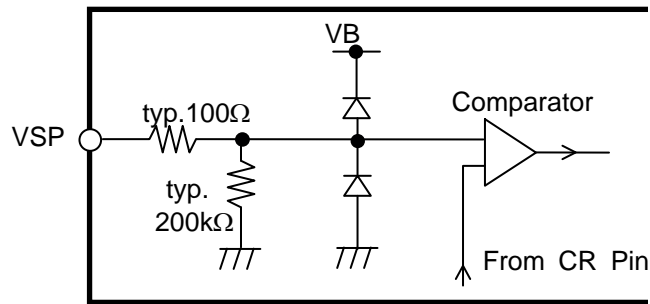 VB
typ.100Ω
Comparator
VSP
typ.
200kΩ
From CR Pin